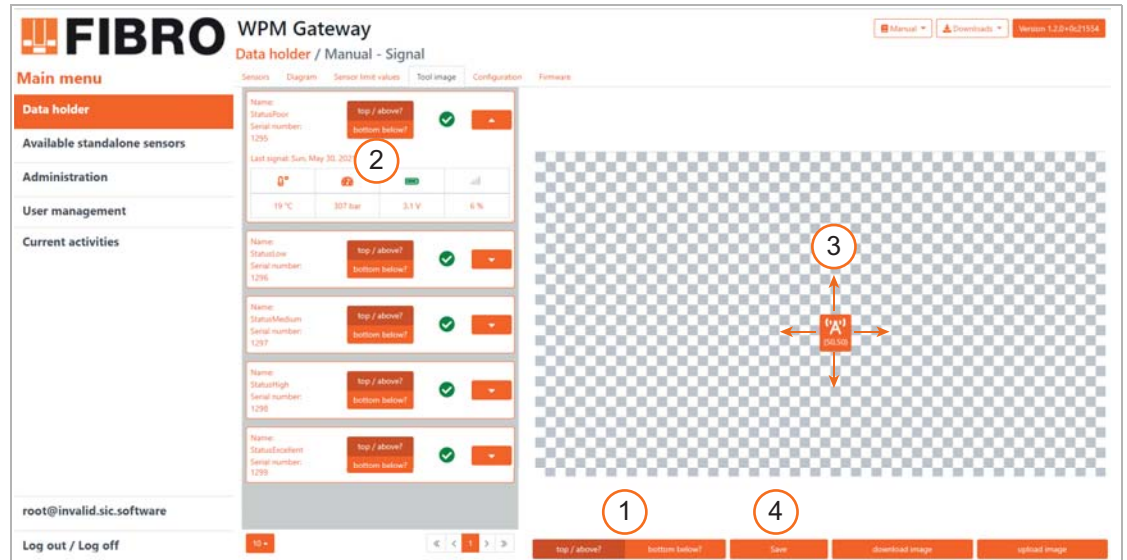 FIBRO
WPM Gateway
Manual
Downloads
Version 1.2.0+0c21554
Data holder / Manual - Signal
Main menu
Sensors Diagram Sensor limit values Tool image Configuration Firmware
Data holder
Available standalone sensors
Administration
User management
Current activities
root@invalid.sic.software
Log out / Log off
Name:
StatusPoor
Serial number:
1295
top / above?
bottom below?
Last signal: Sun, May 30, 202
2
19 °C 307 bar 3.1 V 6 %
Name:
StatusLow
Serial number:
1296
top / above?
bottom below?
Name:
StatusMedium
Serial number:
1297
top / above?
bottom below?
Name:
StatusHigh
Serial number:
1298
top / above?
bottom below?
Name:
StatusExcellent
Serial number:
1299
top / above?
bottom below?
10
« < 1 > »
3
(50,50)
1
4
top / above? bottom below? Save download image upload image